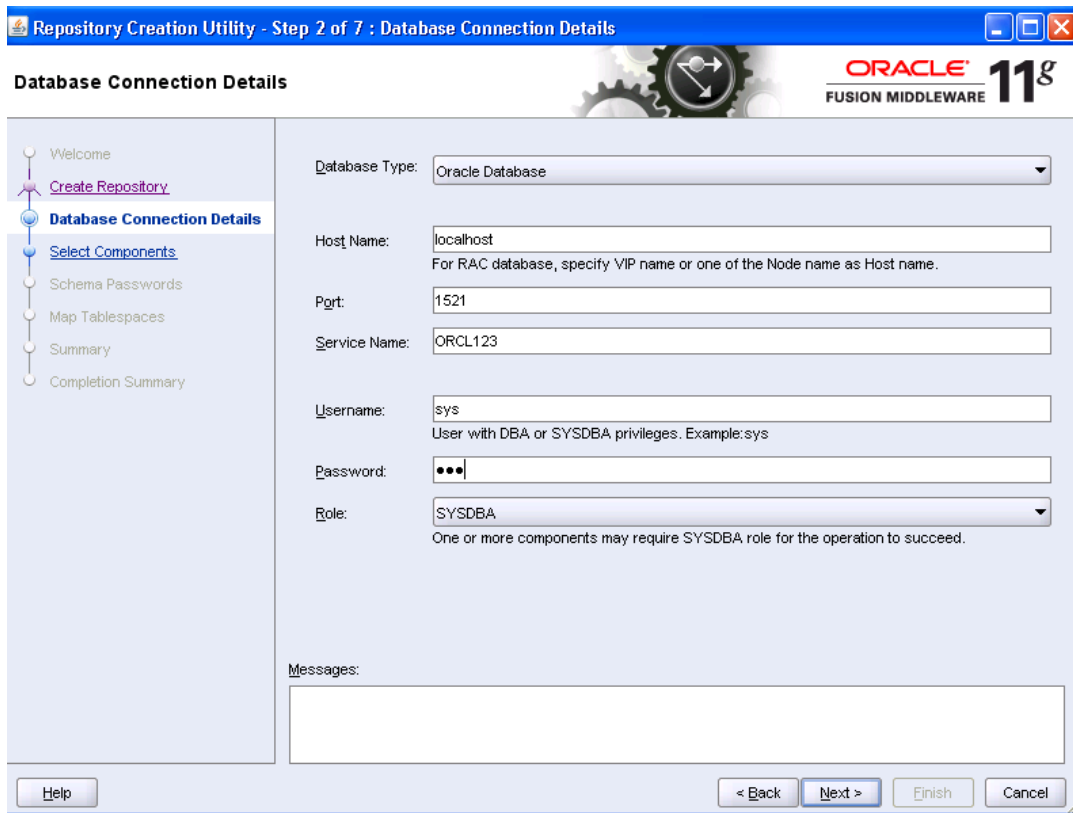 Repository Creation Utility - Step 2 of 7 : Database Connection Details
Database Connection Details
ORACLE
FUSION MIDDLEWARE 11g
Welcome
Create Repository
Database Connection Details
Select Components
Schema Passwords
Map Tablespaces
Summary
Completion Summary
Database Type: Oracle Database
Host Name: localhost
For RAC database, specify VIP name or one of the Node name as Host name.
Port: 1521
Service Name: ORCL123
Username: sys
User with DBA or SYSDBA privileges. Example:sys
Password: •••
Role: SYSDBA
One or more components may require SYSDBA role for the operation to succeed.
Messages:
Help
< Back
Next >
Finish
Cancel